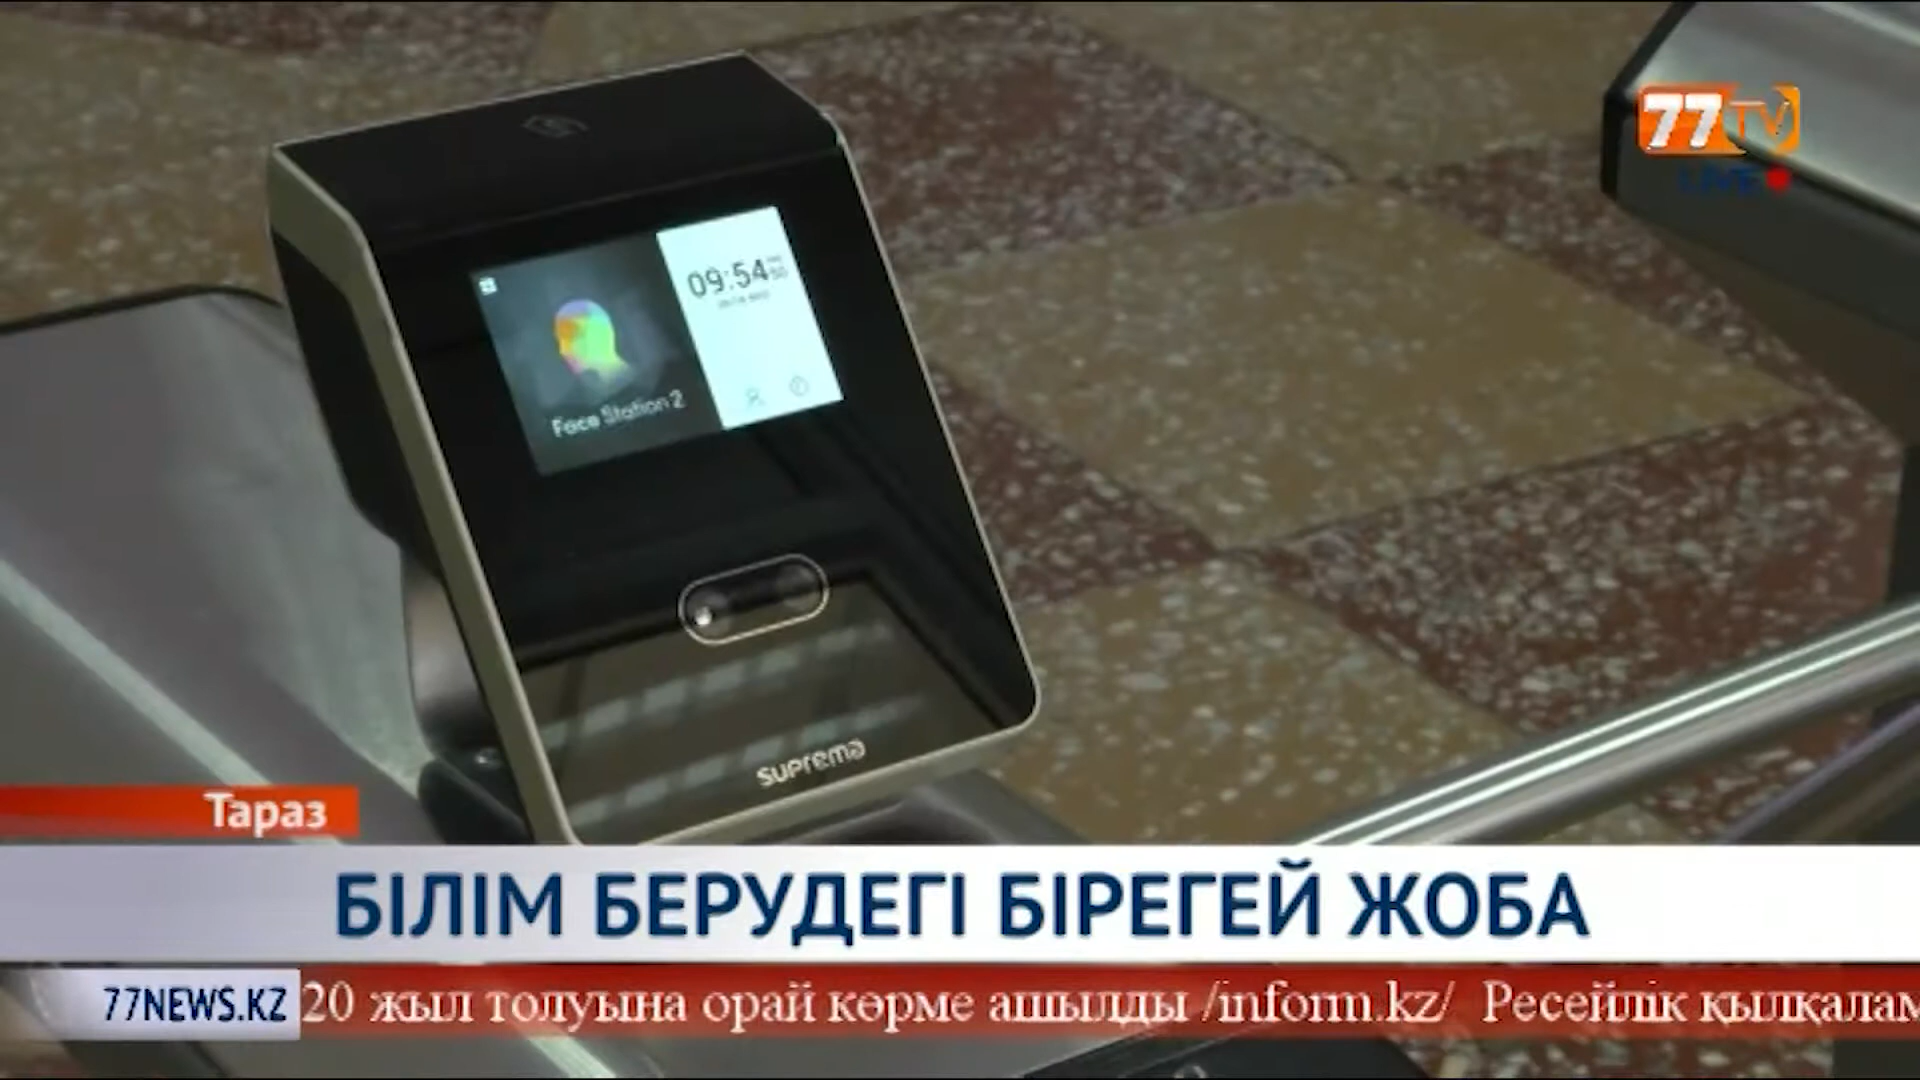 77TV
LIVE
09:54
Face Station 2
suprema
Тараз
БІЛІМ БЕРУДЕГІ БІРЕГЕЙ ЖОБА
77NEWS.KZ
20 жыл толуына орай көрме ашылды /inform.kz/ Ресейлік қылқалам